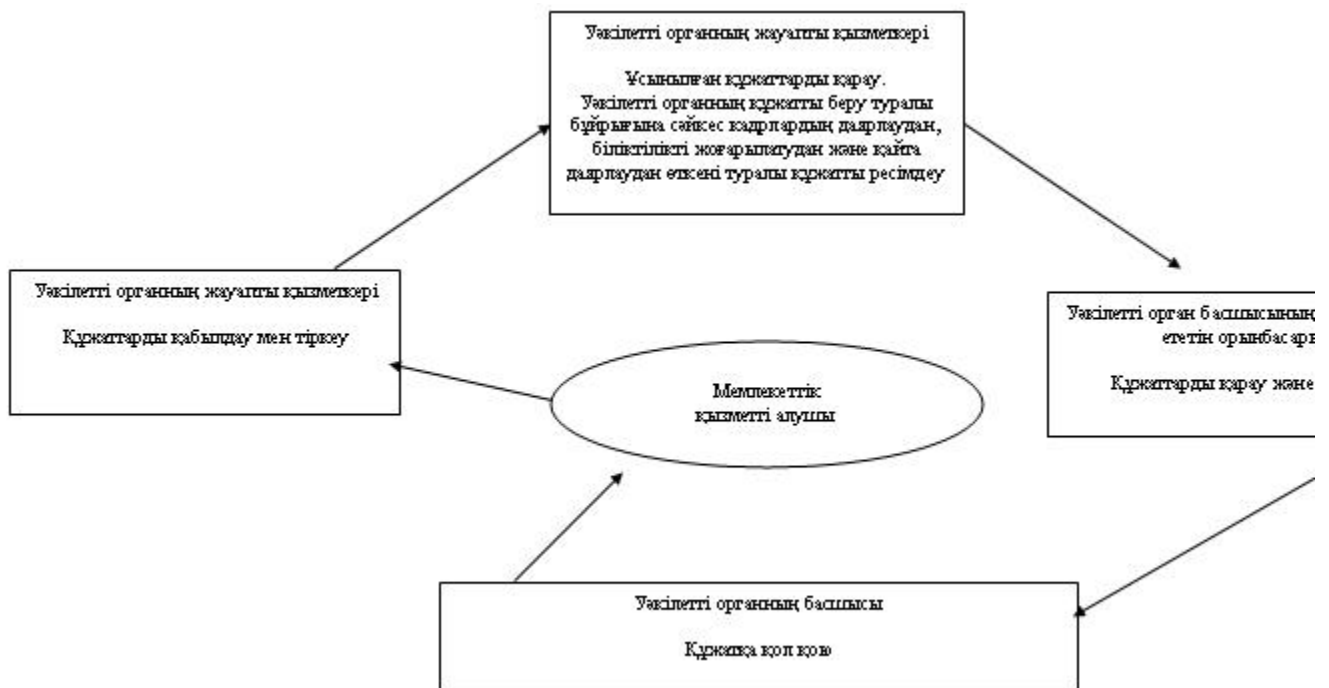 Уәкілетті органның жауапты қызметкері
Ұсынылған құжаттарды қарау.
Уәкілетті органның құжатты беру туралы
бұйрығына сәйкес кадрлардың даярлаудан,
біліктілікті жоғарылатудан және қайта
даярлаудан өткені туралы құжатты ресімдеу
Уәкілетті органның жауапты қызметкері
Құжаттарды қабылдау мен тіркеу
Мемлекеттік
қызметті алушы
Уәкілетті орган басшысының
ететін орынбасары
Құжаттарды қарау және
Уәкілетті органның басшысы
Құжатқа қол қою